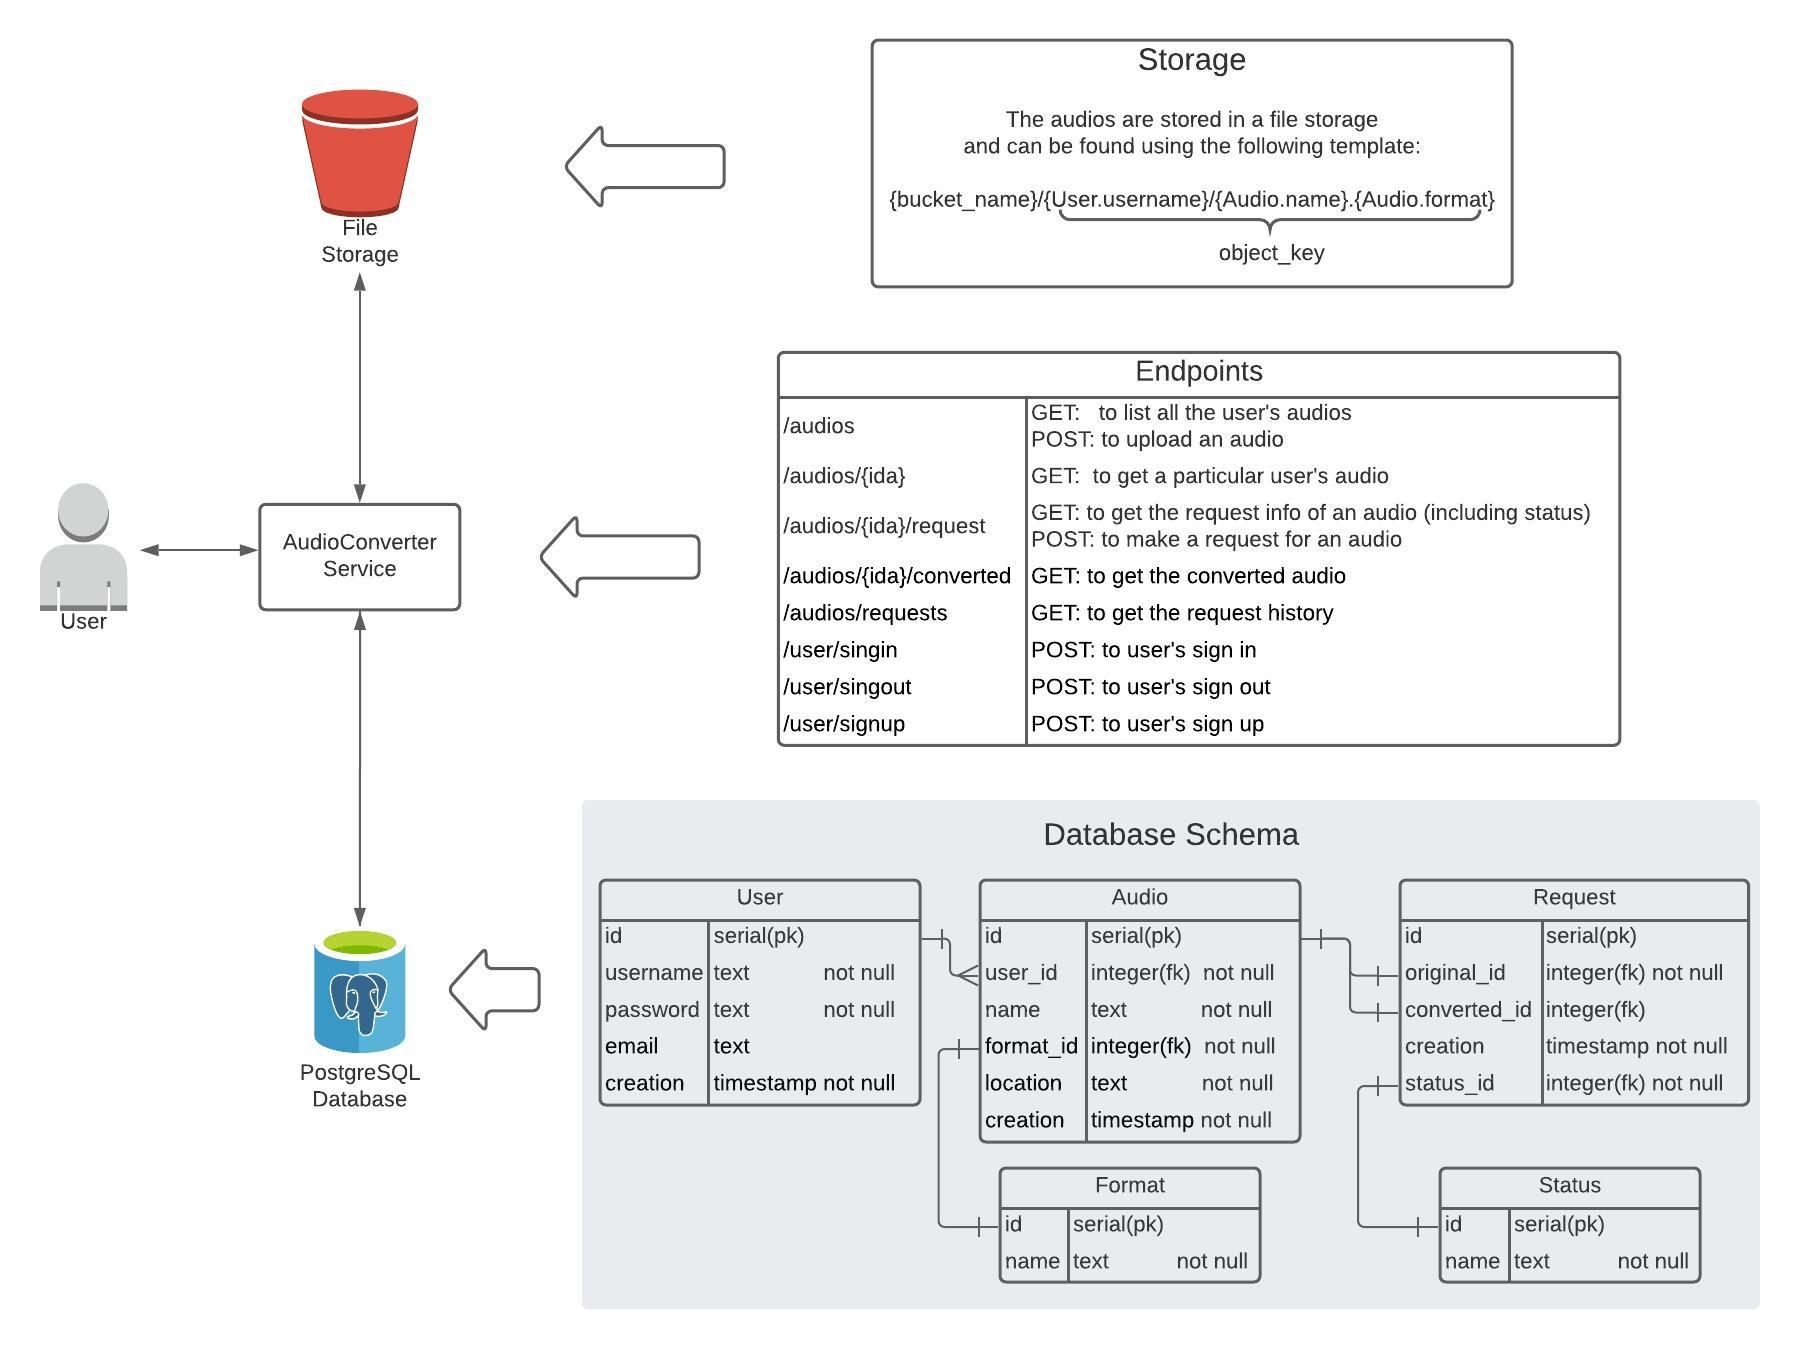 Storage
The audios are stored in a file storage
and can be found using the following template:
{bucket_name}/{User.username}/{Audio.name}.{Audio.format}
object_key
File
Storage
Endpoints
/audios
GET: to list all the user's audios
POST: to upload an audio
/audios/{ida}
GET: to get a particular user's audio
/audios/{ida}/request
GET: to get the request info of an audio (including status)
POST: to make a request for an audio
/audios/{ida}/converted
GET: to get the converted audio
/audios/requests
GET: to get the request history
/user/singin
POST: to user's sign in
/user/singout
POST: to user's sign out
/user/signup
POST: to user's sign up
User
AudioConverter
Service
PostgreSQL
Database
Database Schema
User
id serial(pk)
username text not null
password text not null
email text
creation timestamp not null
Audio
id serial(pk)
user_id integer(fk) not null
name text not null
format_id integer(fk) not null
location text not null
creation timestamp not null
Request
id serial(pk)
original_id integer(fk) not null
converted_id integer(fk)
creation timestamp not null
status_id integer(fk) not null
Format
id serial(pk)
name text not null
Status
id serial(pk)
name text not null